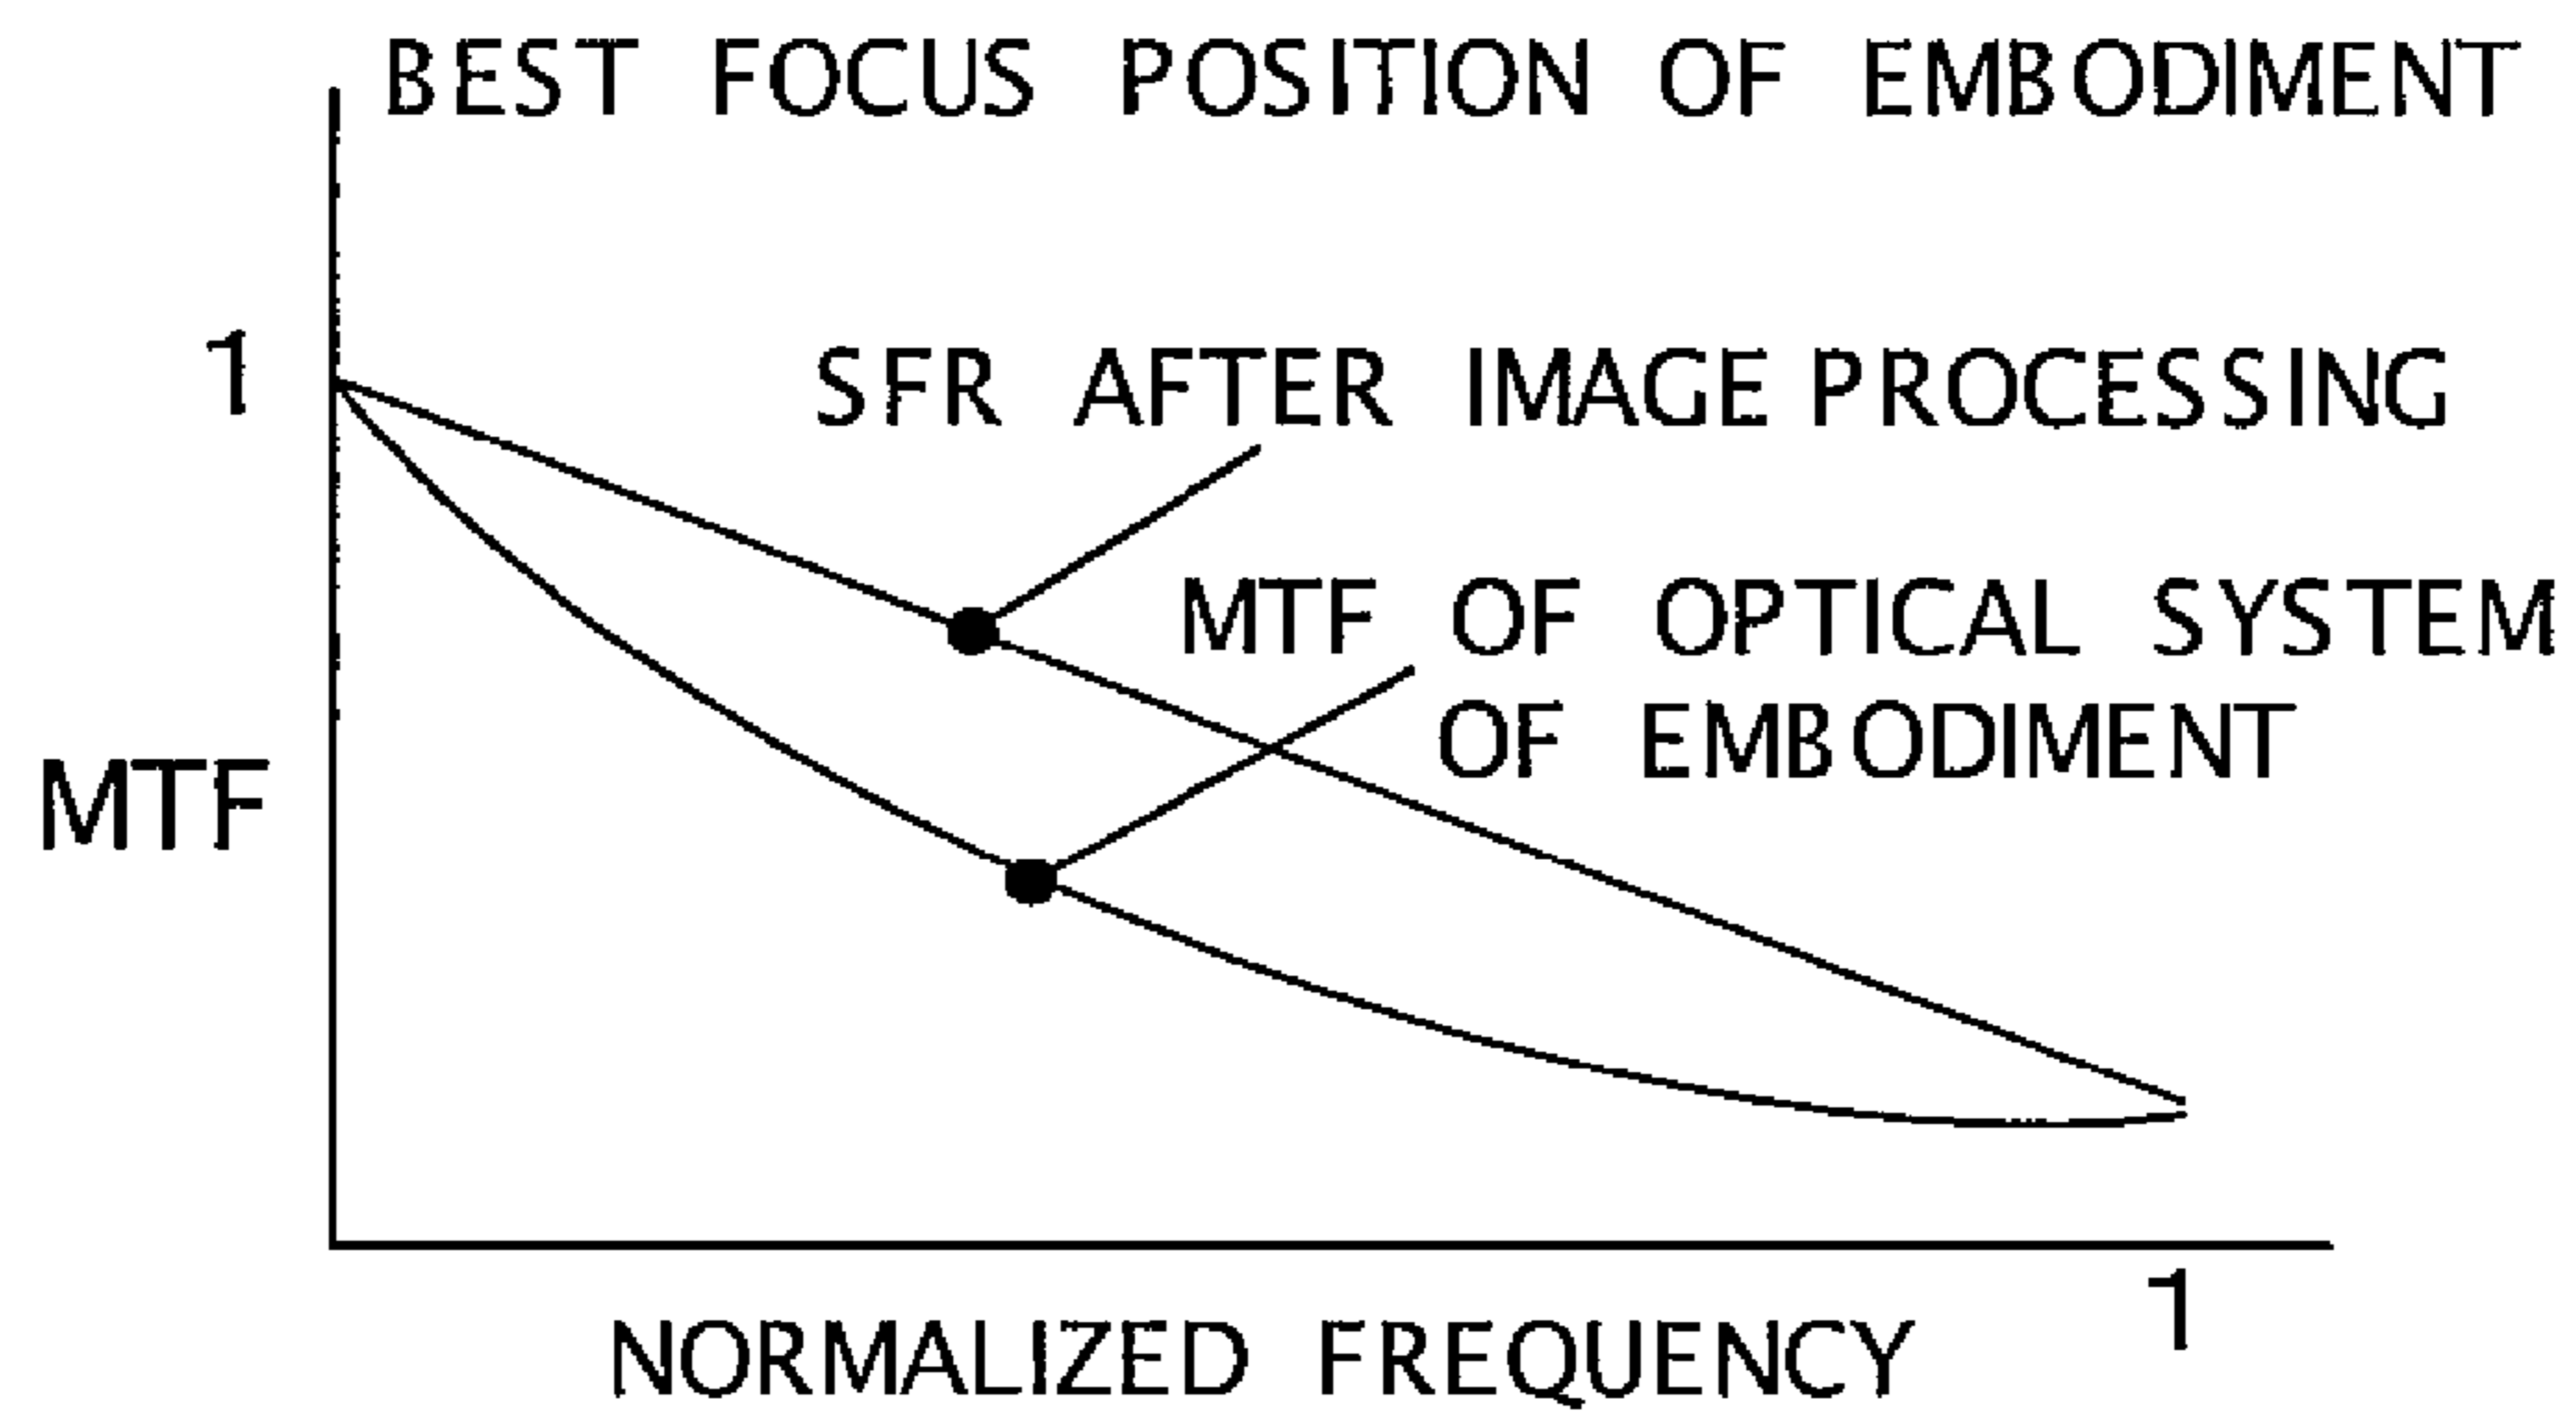 BEST FOCUS POSITION OF EMBODIMENT
1
SFR AFTER IMAGE PROCESSING
MTF OF OPTICAL SYSTEM
OF EMBODIMENT
MTF
1
NORMALIZED FREQUENCY